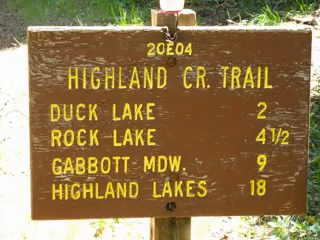 20E04
HIGHLAND CR. TRAIL
DUCK LAKE 2
ROCK LAKE 4 1/2
GABBOTT MDW. 9
HIGHLAND LAKES 18